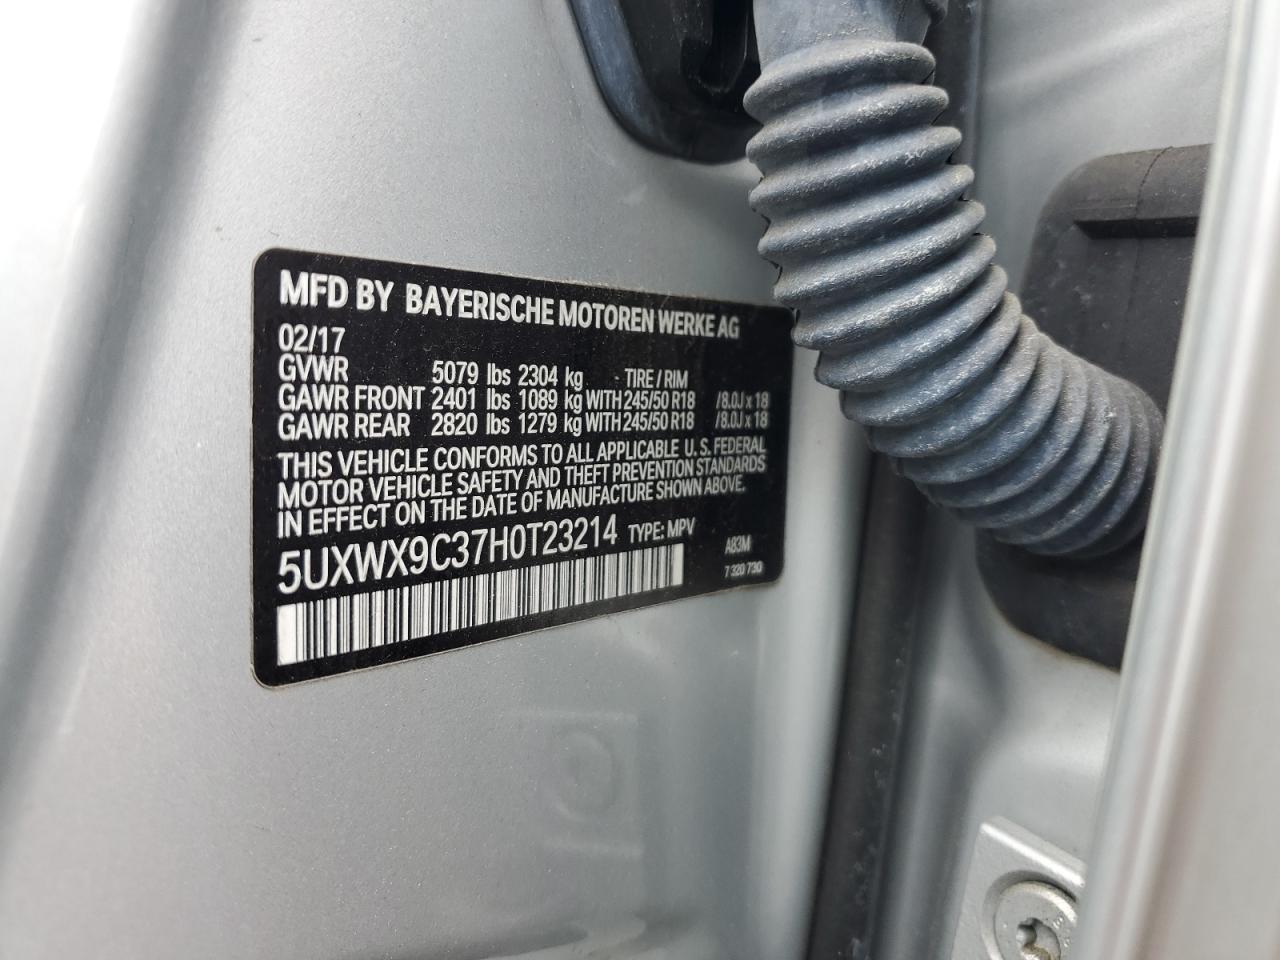 MFD BY BAYERISCHE MOTOREN WERKE AG
02/17
GVWR 5079 lbs 2304 kg - TIRE / RIM
GAWR FRONT 2401 lbs 1089 kg WITH 245/50 R18 /8.0J x 18
GAWR REAR 2820 lbs 1279 kg WITH 245/50 R18 /8.0J x 18
THIS VEHICLE CONFORMS TO ALL APPLICABLE U.S. FEDERAL
MOTOR VEHICLE SAFETY AND THEFT PREVENTION STANDARDS
IN EFFECT ON THE DATE OF MANUFACTURE SHOWN ABOVE.
5UXWX9C37H0T23214 TYPE: MPV A83M
7 320 730